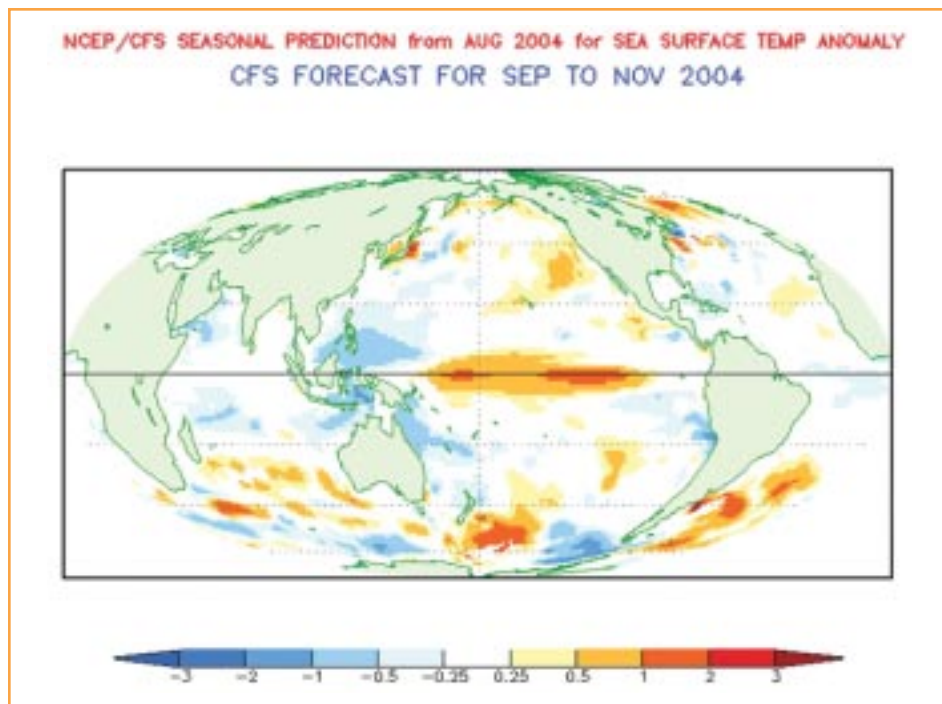 NCEP/CFS SEASONAL PREDICTION from AUG 2004 for SEA SURFACE TEMP ANOMALY
CFS FORECAST FOR SEP TO NOV 2004
-3 -2 -1 -0.5 -0.25 0.25 0.5 1 2 3